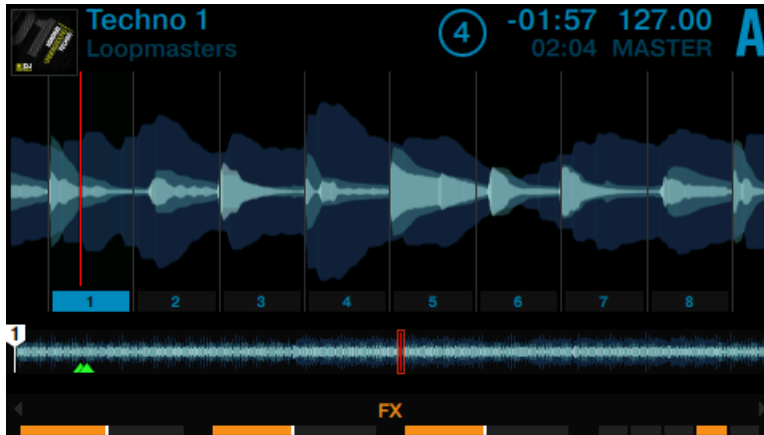 Techno 1
Loopmasters
4
-01:57 127.00
02:04 MASTER
A
1 2 3 4 5 6 7 8
1
FX